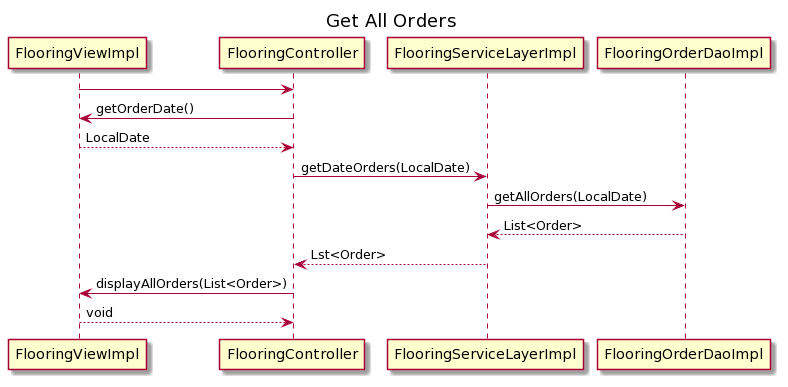 Get All Orders
FlooringViewImpl FlooringController FlooringServiceLayerImpl FlooringOrderDaoImpl
getOrderDate()
LocalDate
getDateOrders(LocalDate)
getAllOrders(LocalDate)
List<Order>
Lst<Order>
displayAllOrders(List<Order>)
void
FlooringViewImpl FlooringController FlooringServiceLayerImpl FlooringOrderDaoImpl